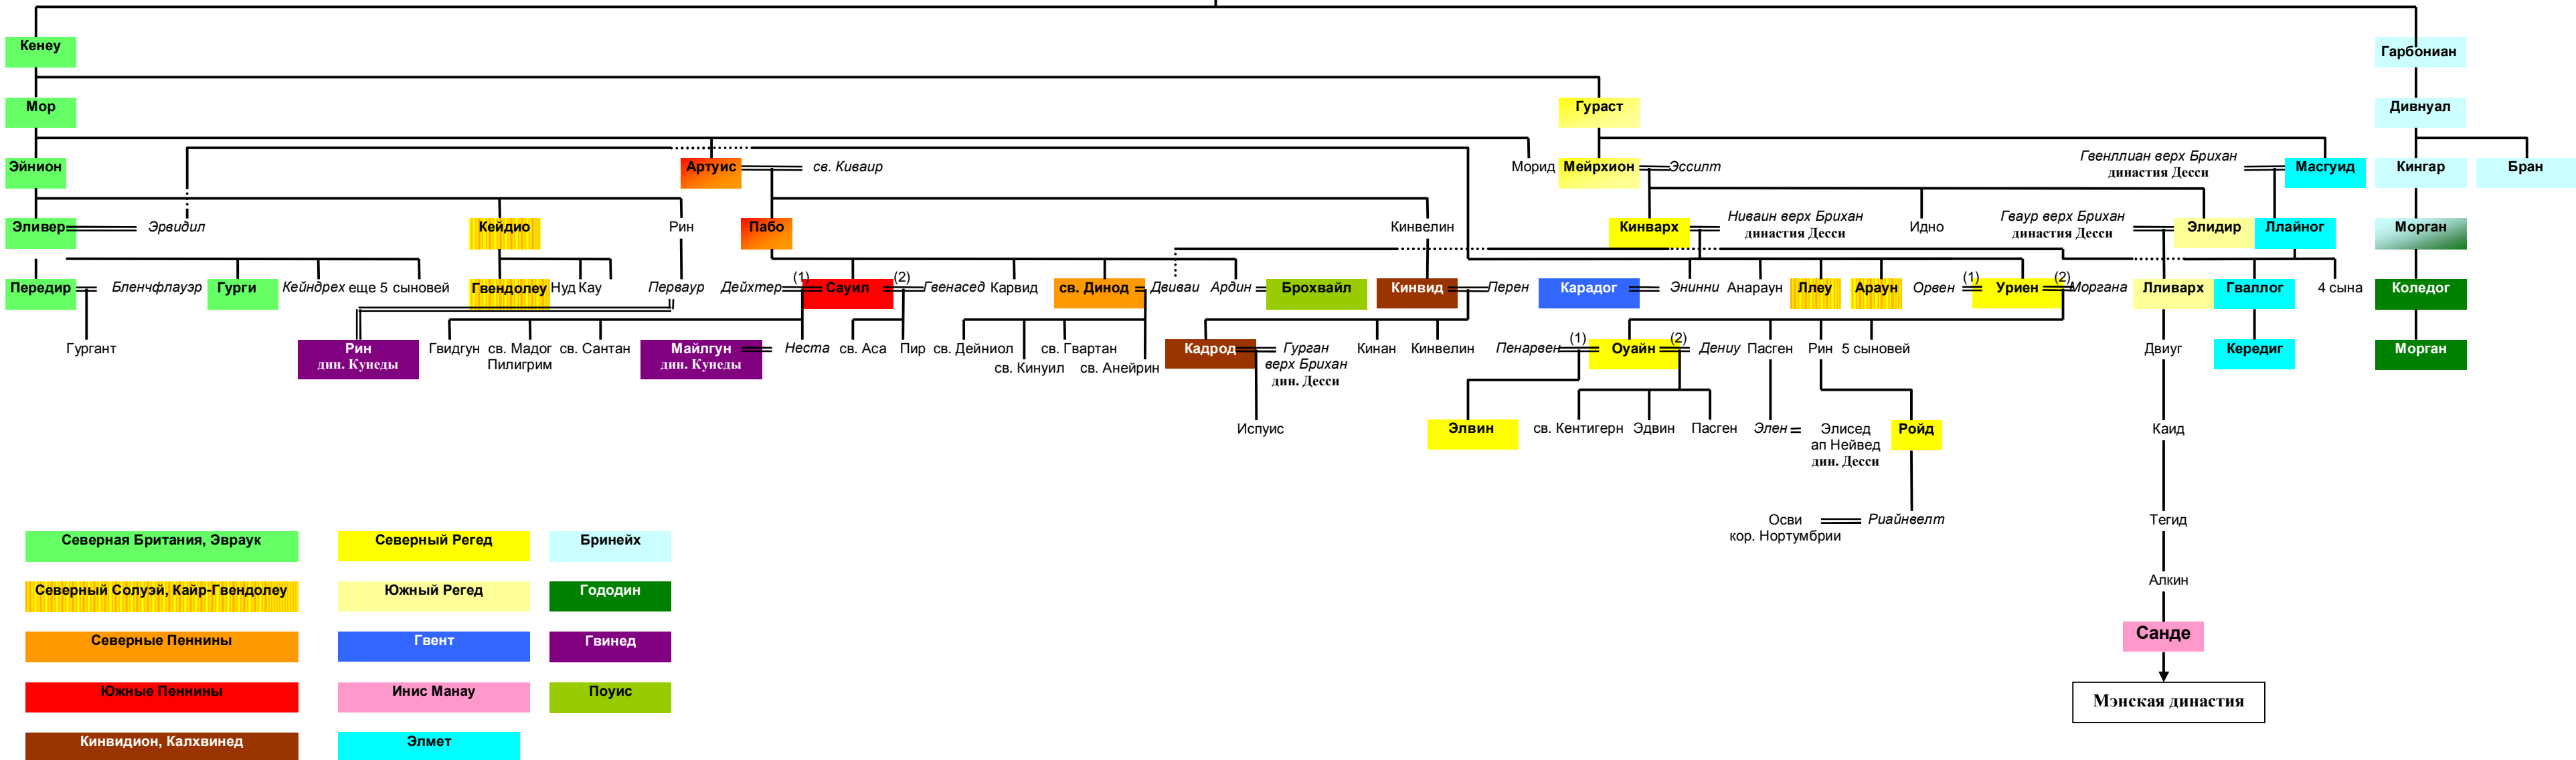 Кенеу
Гарбониан
Мор
Гураст
Дивнуал
Эйнион
Артуис
св. Киваир
Морид
Мейрхион
Эссилт
Гвенллиан верх Брихан
династия Десси
Масгуид
Кингар
Бран
Эливер
Эрвидил
Кейдио
Рин
Пабо
Кинвелин
Кинварх
Ниваин верх Брихан
династия Десси
Идно
Гваур верх Брихан
династия Десси
Элидир
Ллайног
Морган
Передир
Бленчфлауэр
Гурги
Кейндрех
еще 5 сыновей
Гвендолеу
Нуд
Кау
Перваур
Дейхтер
(1)
Сауил
(2)
Гвенасед
Карвид
св. Динод
Двиваи
Ардин
Брохвайл
Кинвид
Перен
Карадог
Энинни
Анараун
Ллеу
Араун
Орвен
(1)
Уриен
(2)
Моргана
Лливарх
Гваллог
4 сына
Коледог
Гургант
Рин
дин. Кунеды
Гвидгун
св. Мадог
Пилигрим
св. Сантан
Майлгун
дин. Кунеды
Неста
св. Аса
Пир
св. Дейниол
св. Кинуил
св. Гвартан
св. Анейрин
Кадрод
Гурган
верх Брихан
дин. Десси
Кинан
Кинвелин
Пенарвен
(1)
Оуайн
(2)
Дениу
Пасген
Рин
5 сыновей
Двиуг
Кередиг
Морган
Испуис
Элвин
св. Кентигерн
Эдвин
Пасген
Элен
Элисед
ап Нейвед
дин. Десси
Ройд
Каид
Осви
кор. Нортумбрии
Риайнвелт
Тегид
Алкин
Санде
Мэнская династия
Северная Британия, Эвраук
Северный Регед
Бринейх
Северный Солуэй, Кайр-Гвендолеу
Южный Регед
Гододин
Северные Пеннины
Гвент
Гвинед
Южные Пеннины
Инис Манау
Поуис
Кинвидион, Калхвинед
Элмет